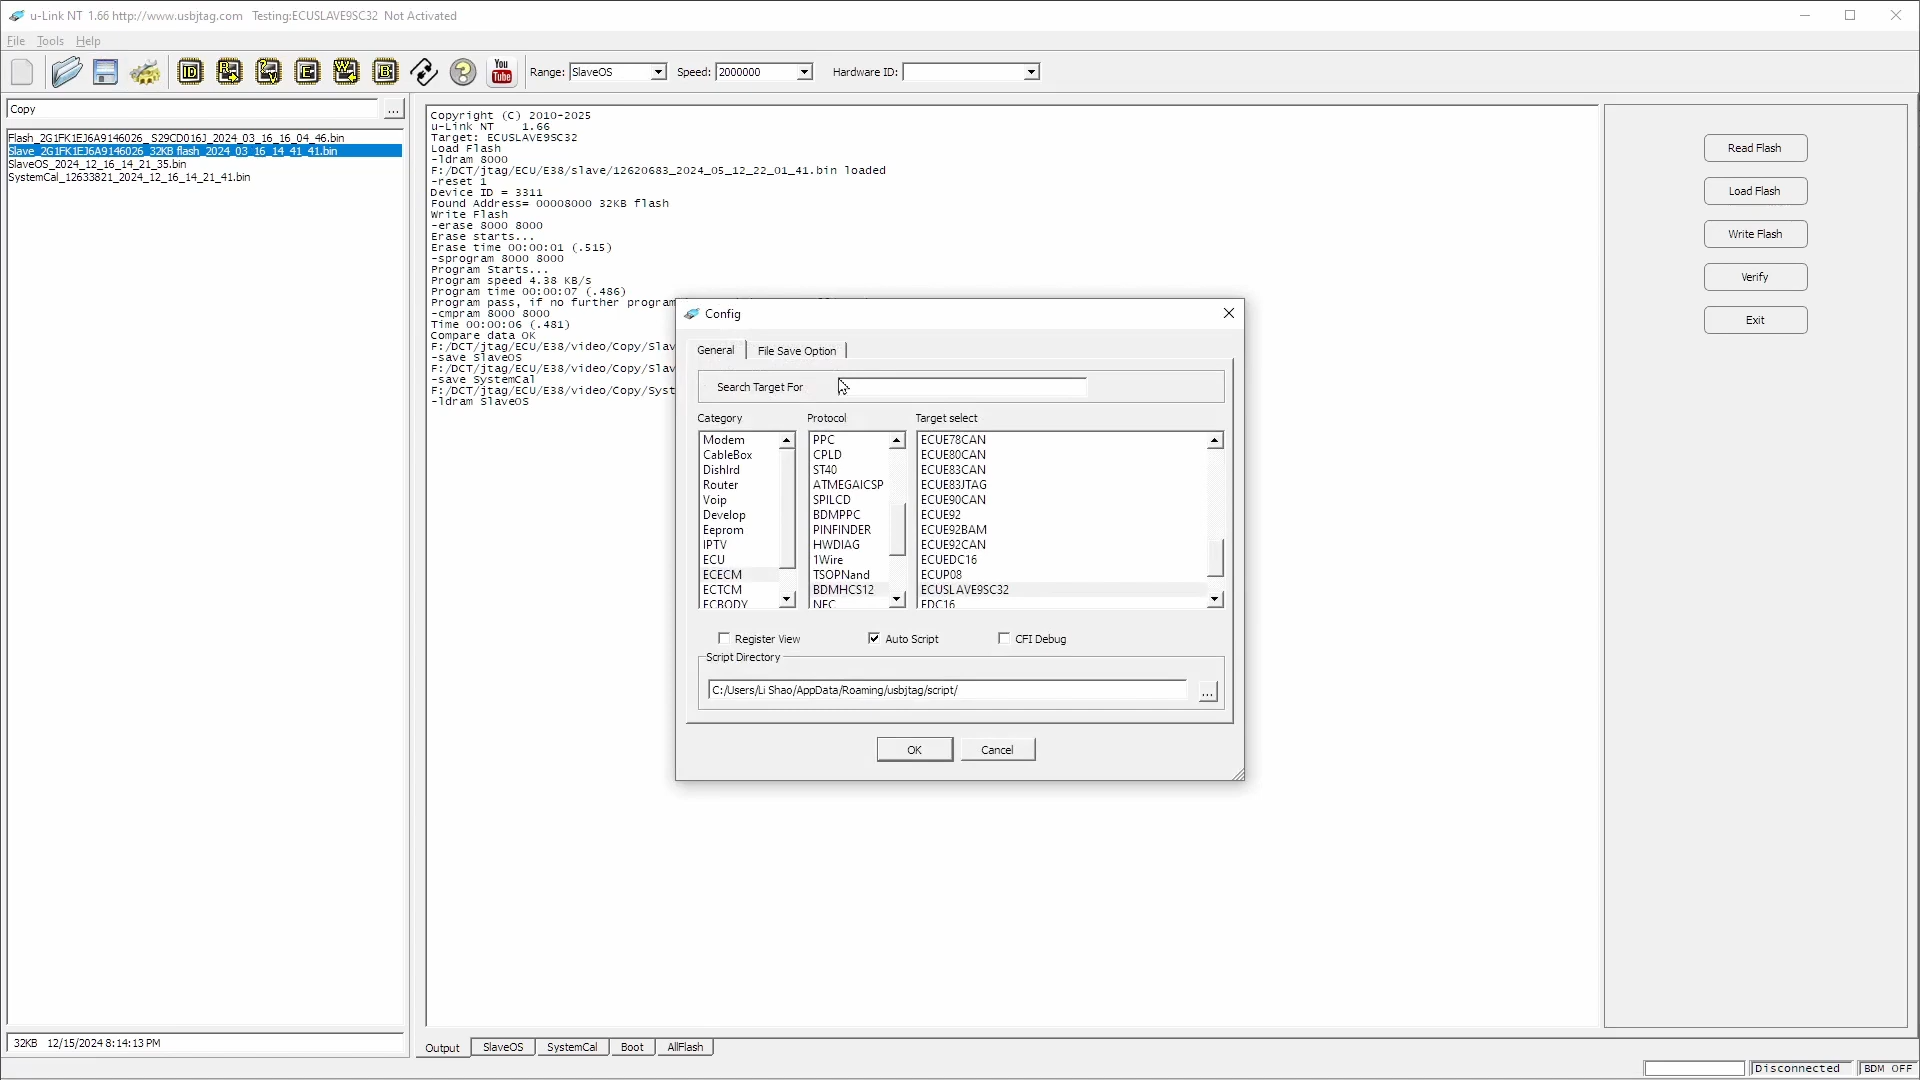 u-Link NT 1.66 http://www.usbjtag.com Testing:ECUSLAVE9SC32 Not Activated
File Tools Help
ID R E W B ? You Tube Range: SlaveOS Speed: 2000000 Hardware ID:
Copy ...
Flash_2G1FK1EJ6A9146026_ S29CD016J_2024_03_16_16_04_46.bin
Slave_2G1FK1EJ6A9146026_32KB flash_2024_03_16_14_41_41.bin
SlaveOS_2024_12_16_14_21_35.bin
SystemCal_12633821_2024_12_16_14_21_41.bin
32KB 12/15/2024 8:14:13 PM
Copyright (C) 2010-2025
u-Link NT 1.66
Target: ECUSLAVE9SC32
Load Flash
-ldram 8000
F:/DCT/jtag/ECU/E38/slave/12620683_2024_05_12_22_01_41.bin loaded
-reset 1
Device ID = 3311
Found Address= 00008000 32KB flash
Write Flash
-erase 8000 8000
Erase starts...
Erase time 00:00:01 (.515)
-sprogram 8000 8000
Program Starts...
Program speed 4.38 KB/s
Program time 00:00:07 (.486)
Program pass, if no further program
-cmpram 8000 8000
Time 00:00:06 (.481)
Compare data OK
F:/DCT/jtag/ECU/E38/video/Copy/Slav
-save SlaveOS
F:/DCT/jtag/ECU/E38/video/Copy/Slav
-save SystemCal
F:/DCT/jtag/ECU/E38/video/Copy/Syst
-ldram SlaveOS
Config
General File Save Option
Search Target For
Category Protocol Target select
Modem PPC ECUE78CAN
CableBox CPLD ECUE80CAN
DishIrd ST40 ECUE83CAN
Router ATMEGAICSP ECUE83JTAG
Voip SPILCD ECUE90CAN
Develop BDMPPC ECUE92
Eeprom PINFINDER ECUE92BAM
IPTV HWDIAG ECUE92CAN
ECU 1Wire ECUEDC16
ECECM TSOPNand ECUP08
ECTCM BDMHCS12 ECUSLAVE9SC32
ECBODY NEC EDC16
Register View Auto Script CFI Debug
Script Directory
C:/Users/Li Shao/AppData/Roaming/usbjtag/script/ ...
OK Cancel
Read Flash
Load Flash
Write Flash
Verify
Exit
Output SlaveOS SystemCal Boot AllFlash
Disconnected BDM OFF